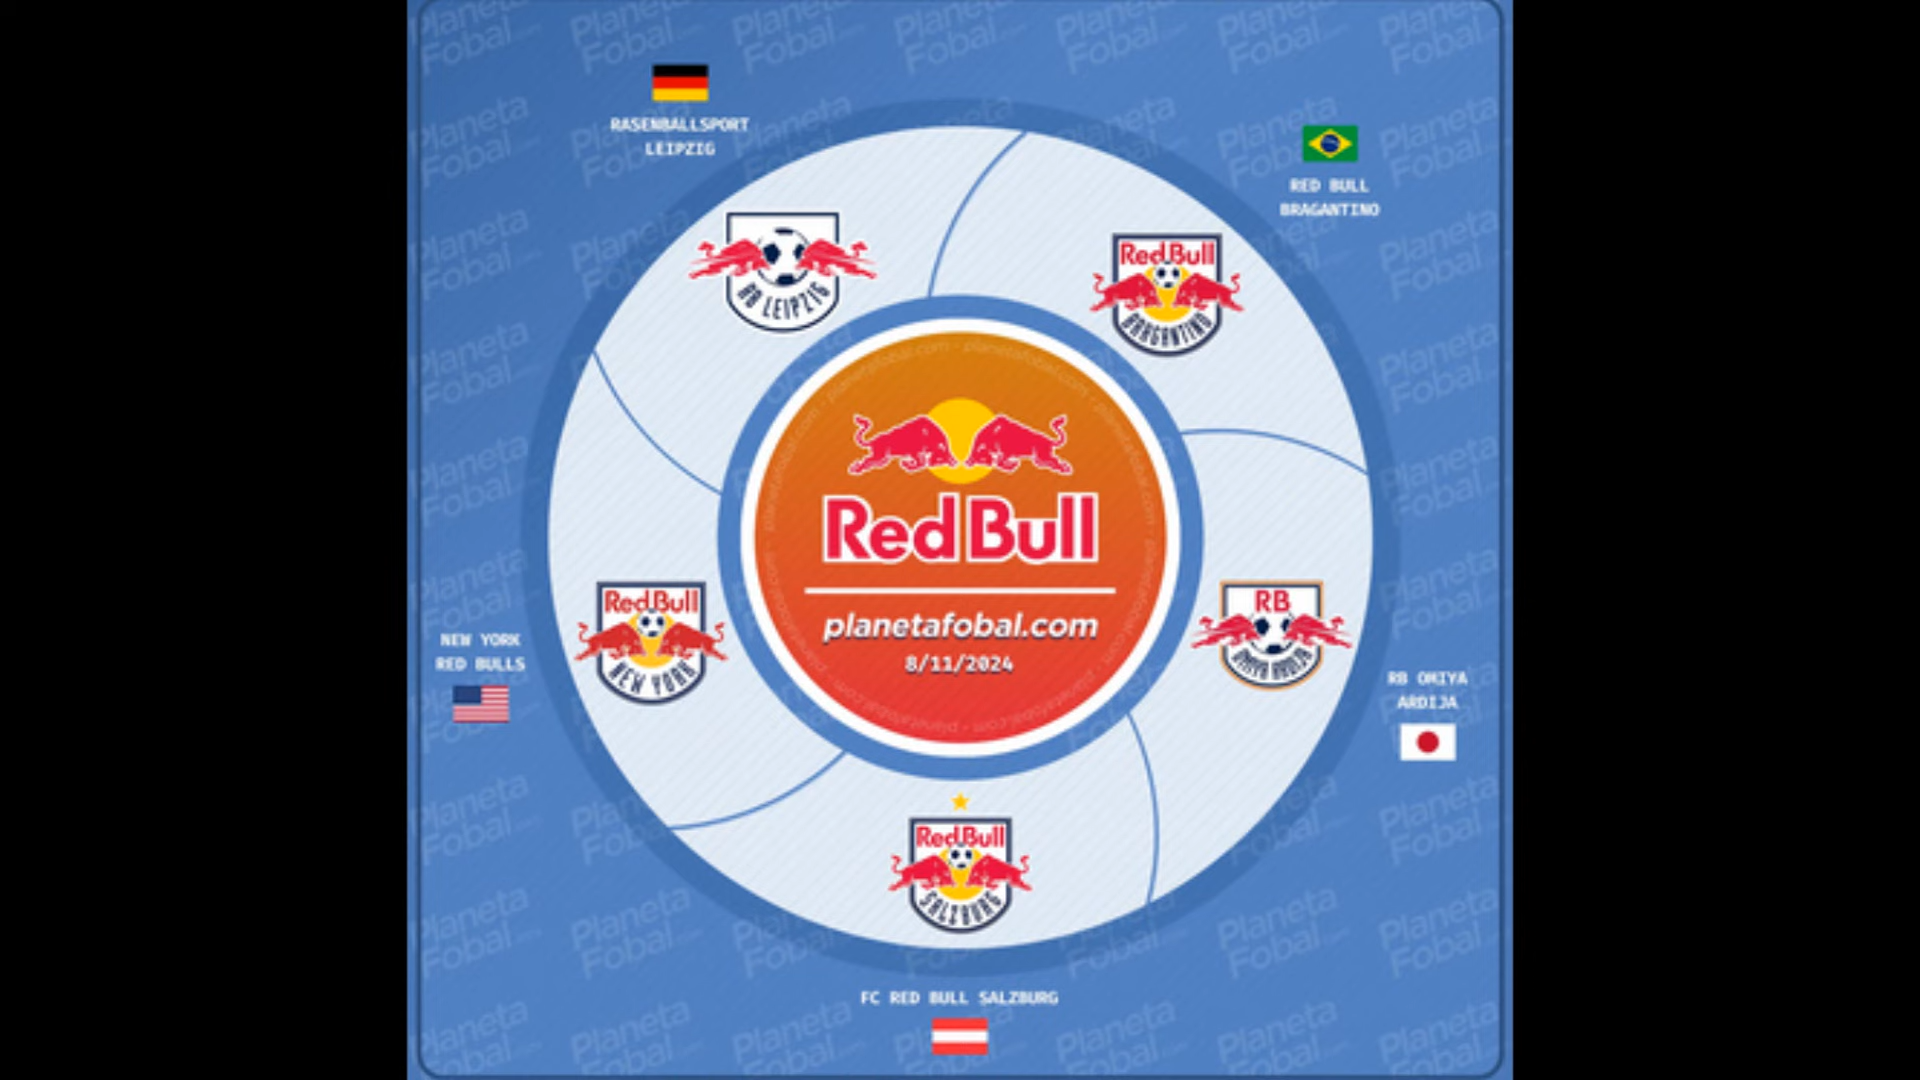 RASENBALLSPORT
LEIPZIG
RED BULL
BRAGANTINO
RB LEIPZIG
Red Bull
BRAGANTINO
Red Bull
planetafobal.com
8/11/2024
NEW YORK
RED BULLS
Red Bull
NEW YORK
RB
OMIYA ARDIJA
RB OMIYA
ARDIJA
Red Bull
SALZBURG
FC RED BULL SALZBURG
Planeta
Fobal